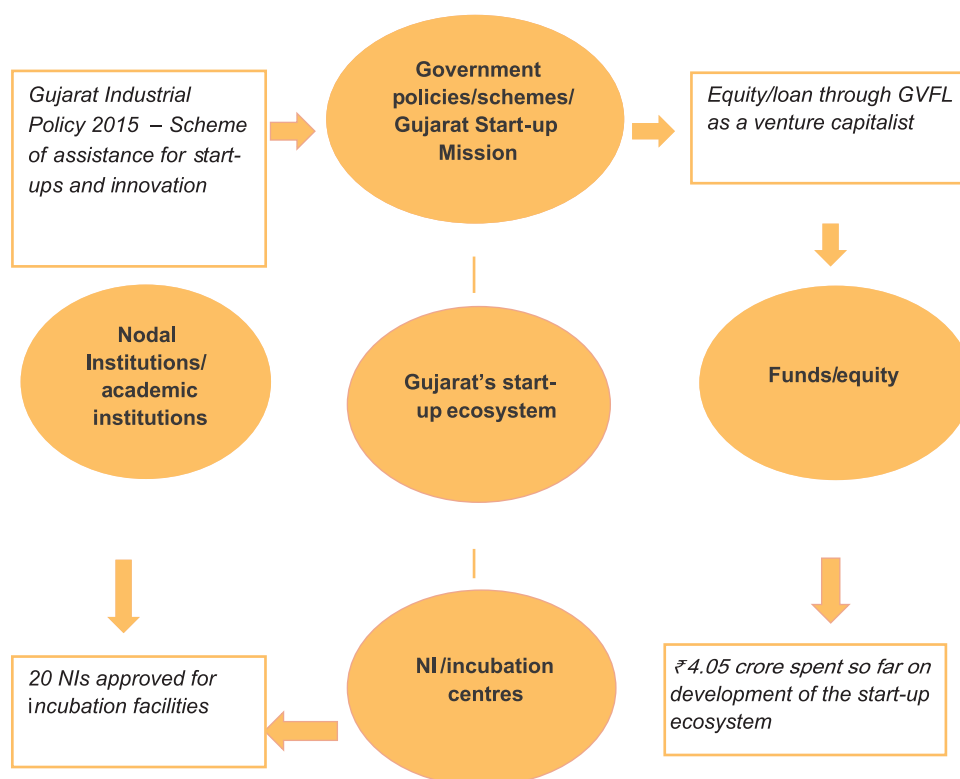 Gujarat Industrial
Policy 2015 – Scheme
of assistance for start-
ups and innovation
Government
policies/schemes/
Gujarat Start-up
Mission
Equity/loan through GVFL
as a venture capitalist
Nodal
Institutions/
academic
institutions
Gujarat's start-
up ecosystem
Funds/equity
20 NIs approved for
incubation facilities
NI/incubation
centres
₹4.05 crore spent so far on
development of the start-up
ecosystem